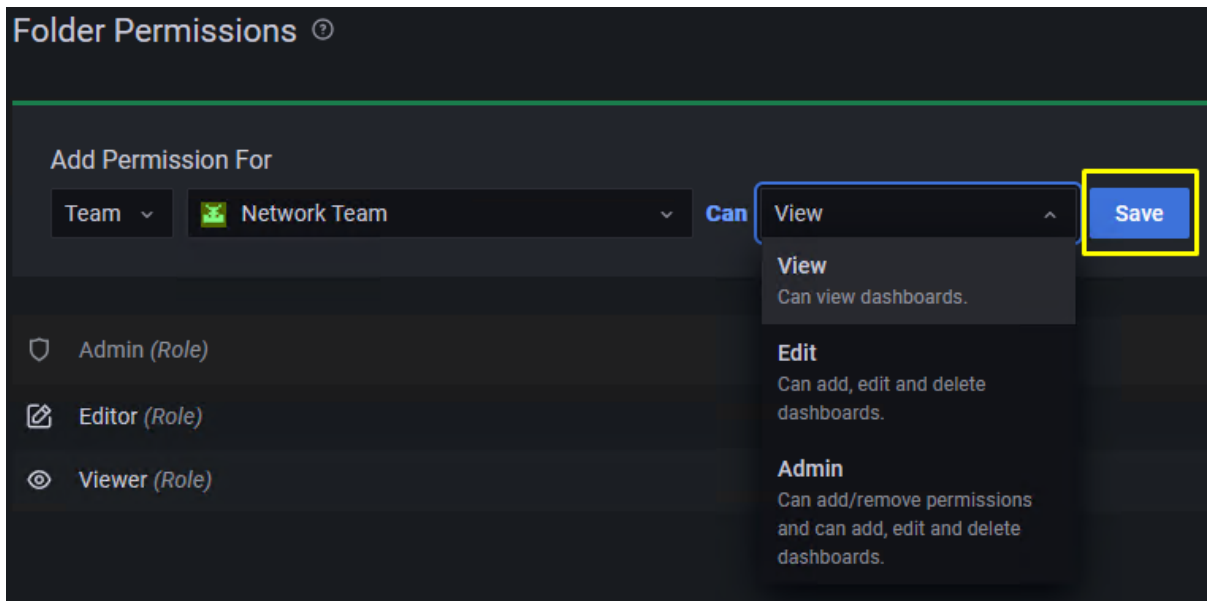 Folder Permissions
Add Permission For
Team Network Team Can View Save
View
Can view dashboards.
Edit
Can add, edit and delete
dashboards.
Admin
Can add/remove permissions
and can add, edit and delete
dashboards.
Admin (Role)
Editor (Role)
Viewer (Role)